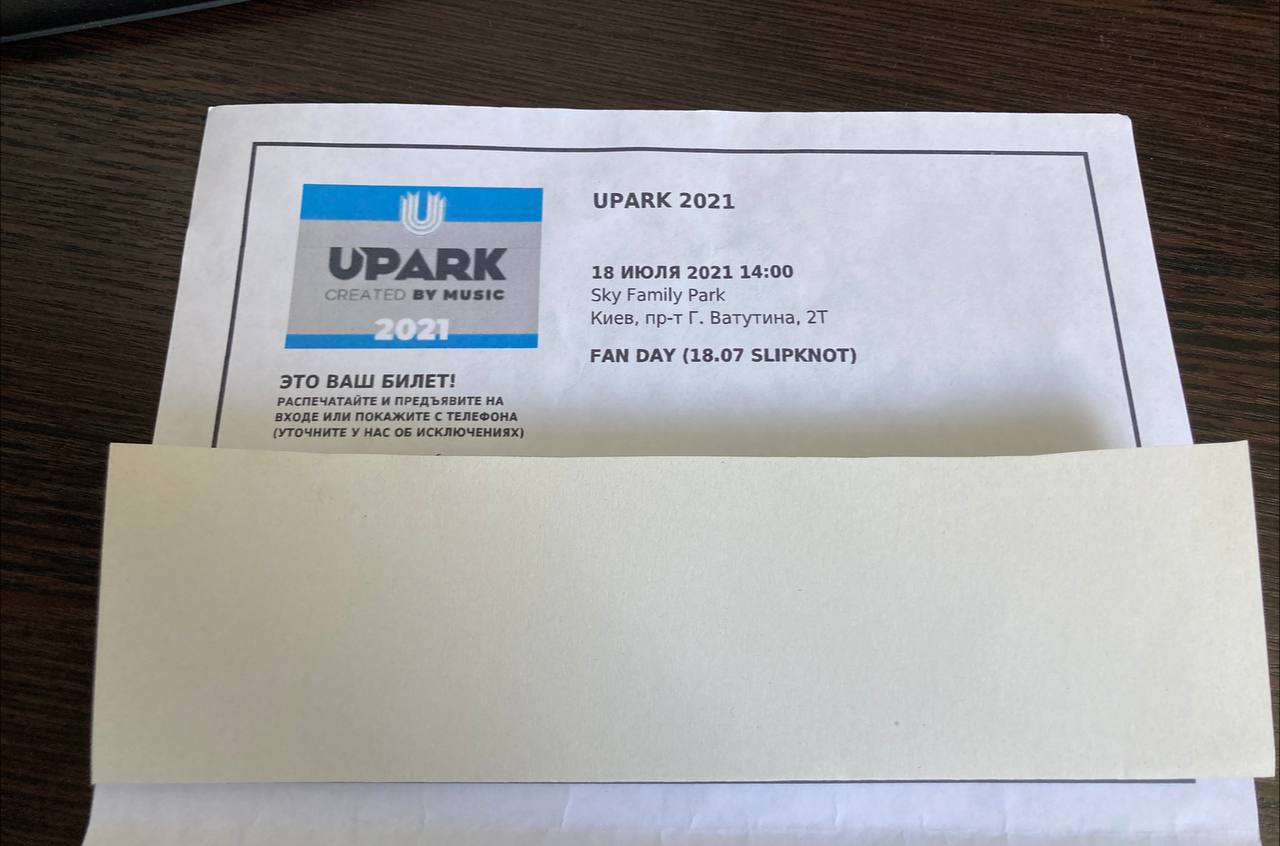 UPARK
CREATED BY MUSIC
2021
ЭТО ВАШ БИЛЕТ!
РАСПЕЧАТАЙТЕ И ПРЕДЪЯВИТЕ НА
ВХОДЕ ИЛИ ПОКАЖИТЕ С ТЕЛЕФОНА
(УТОЧНИТЕ У НАС ОБ ИСКЛЮЧЕНИЯХ)
UPARK 2021
18 ИЮЛЯ 2021 14:00
Sky Family Park
Киев, пр-т Г. Ватутина, 2Т
FAN DAY (18.07 SLIPKNOT)